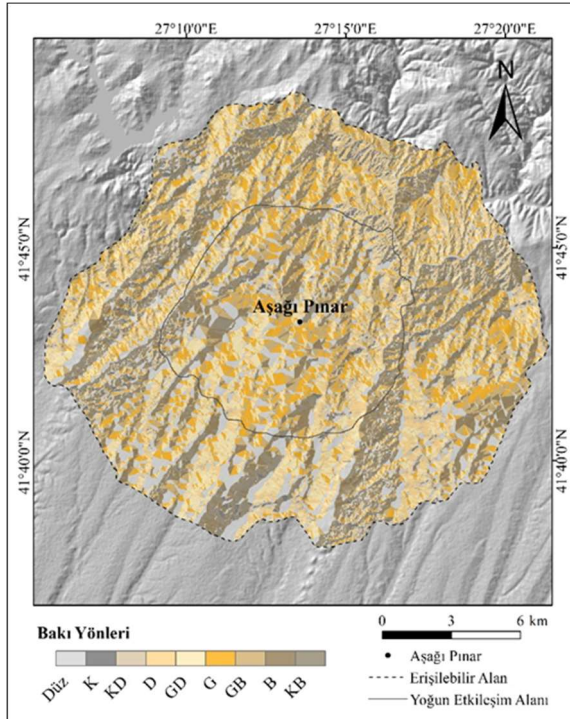 27°10'0"E 27°15'0"E 27°20'0"E
N
41°45'0"N 41°45'0"N
Aşağı Pınar
41°40'0"N 41°40'0"N
Bakı Yönleri
Düz K KD D GD G GB B KB
0 3 6 km
Aşağı Pınar
Erişilebilir Alan
Yoğun Etkileşim Alanı